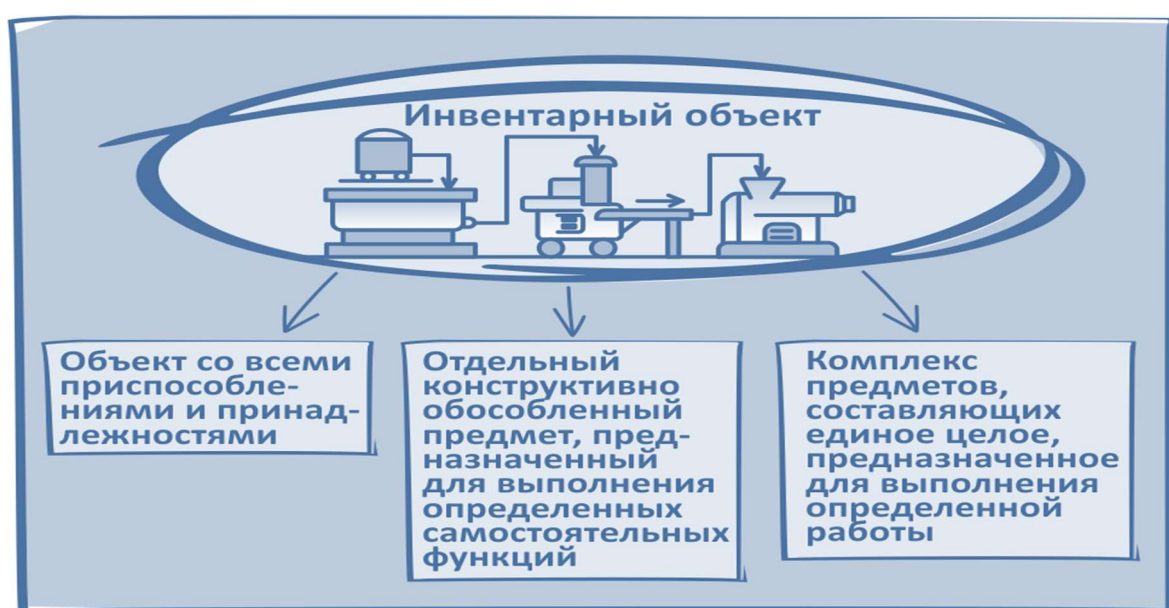 Инвентарный объект
Объект со всеми
приспособле-
ниями и принад-
лежностями
Отдельный
конструктивно
обособленный
предмет, пред-
назначенный
для выполнения
определенных
самостоятельных
функций
Комплекс
предметов,
составляющих
единое целое,
предназначенное
для выполнения
определенной
работы